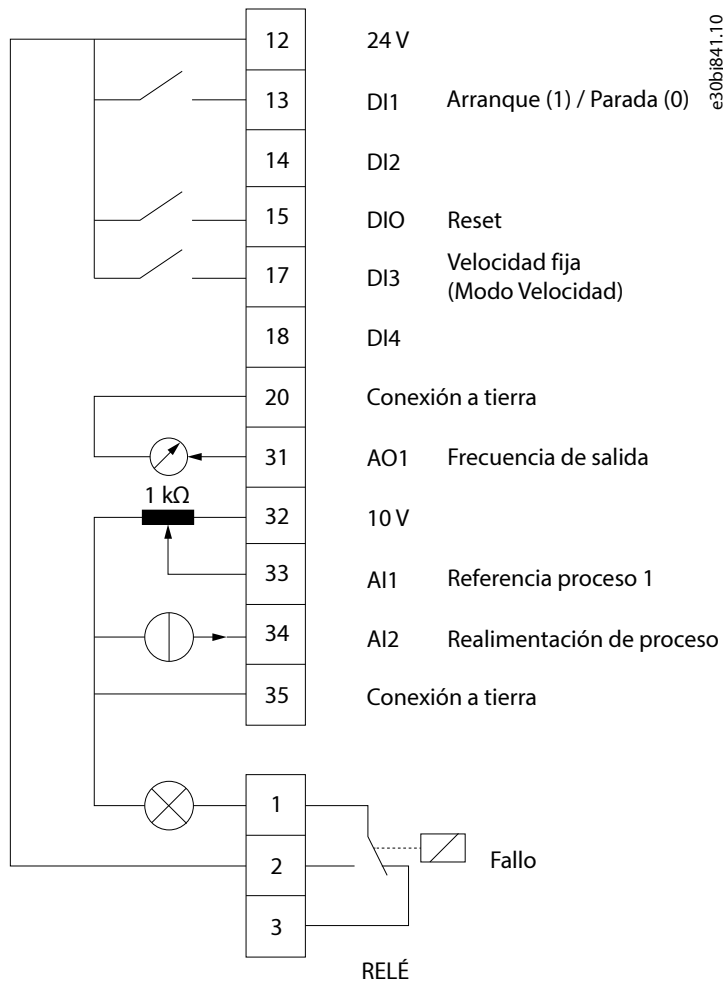 e30bi841.10
12 24 V
13 DI1 Arranque (1) / Parada (0)
14 DI2
15 DIO Reset
17 DI3 Velocidad fija
(Modo Velocidad)
18 DI4
20 Conexión a tierra
31 AO1 Frecuencia de salida
1 kΩ
32 10 V
33 AI1 Referencia proceso 1
34 AI2 Realimentación de proceso
35 Conexión a tierra
1
2 Fallo
3
RELÉ